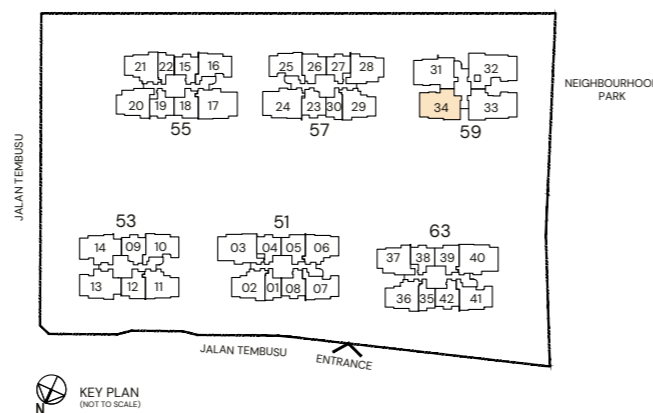 21 22 15 16
20 19 18 17
55
25 26 27 28
24 23 30 29
57
31 32
34 33
59
NEIGHBOURHOOD
PARK
JALAN TEMBUSU
53
14 09 10
13 12 11
51
03 04 05 06
02 01 08 07
63
37 38 39 40
36 35 42 41
JALAN TEMBUSU
ENTRANCE
N
KEY PLAN
(NOT TO SCALE)